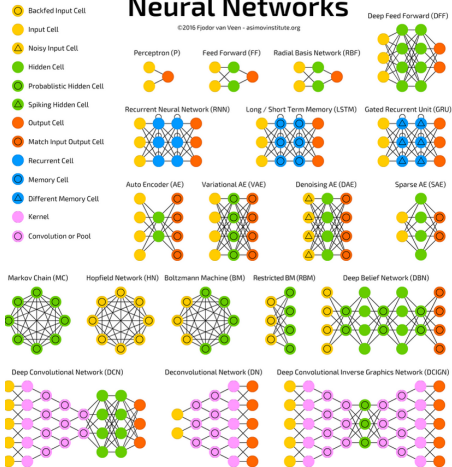 Neural Networks
©2016 Fjodor van Veen - asimovinstitute.org
Backfed Input Cell
Input Cell
Noisy Input Cell
Hidden Cell
Probablistic Hidden Cell
Spiking Hidden Cell
Output Cell
Match Input Output Cell
Recurrent Cell
Memory Cell
Different Memory Cell
Kernel
Convolution or Pool
Deep Feed Forward (DFF)
Perceptron (P)
Feed Forward (FF)
Radial Basis Network (RBF)
Recurrent Neural Network (RNN)
Long / Short Term Memory (LSTM)
Gated Recurrent Unit (GRU)
Auto Encoder (AE)
Variational AE (VAE)
Denoising AE (DAE)
Sparse AE (SAE)
Markov Chain (MC)
Hopfield Network (HN)
Boltzmann Machine (BM)
Restricted BM (RBM)
Deep Belief Network (DBN)
Deep Convolutional Network (DCN)
Deconvolutional Network (DN)
Deep Convolutional Inverse Graphics Network (DCIGN)